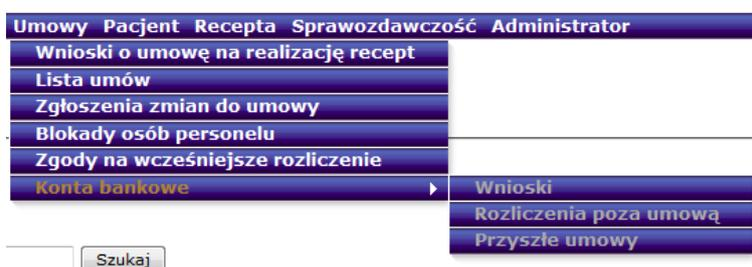 Umowy Pacjent Recepta Sprawozdawczość Administrator
Wnioski o umowę na realizację recept
Lista umów
Zgłoszenia zmian do umowy
Blokady osób personelu
Zgody na wcześniejsze rozliczenie
Konta bankowe
Wnioski
Rozliczenia poza umową
Przyszłe umowy
Szukaj